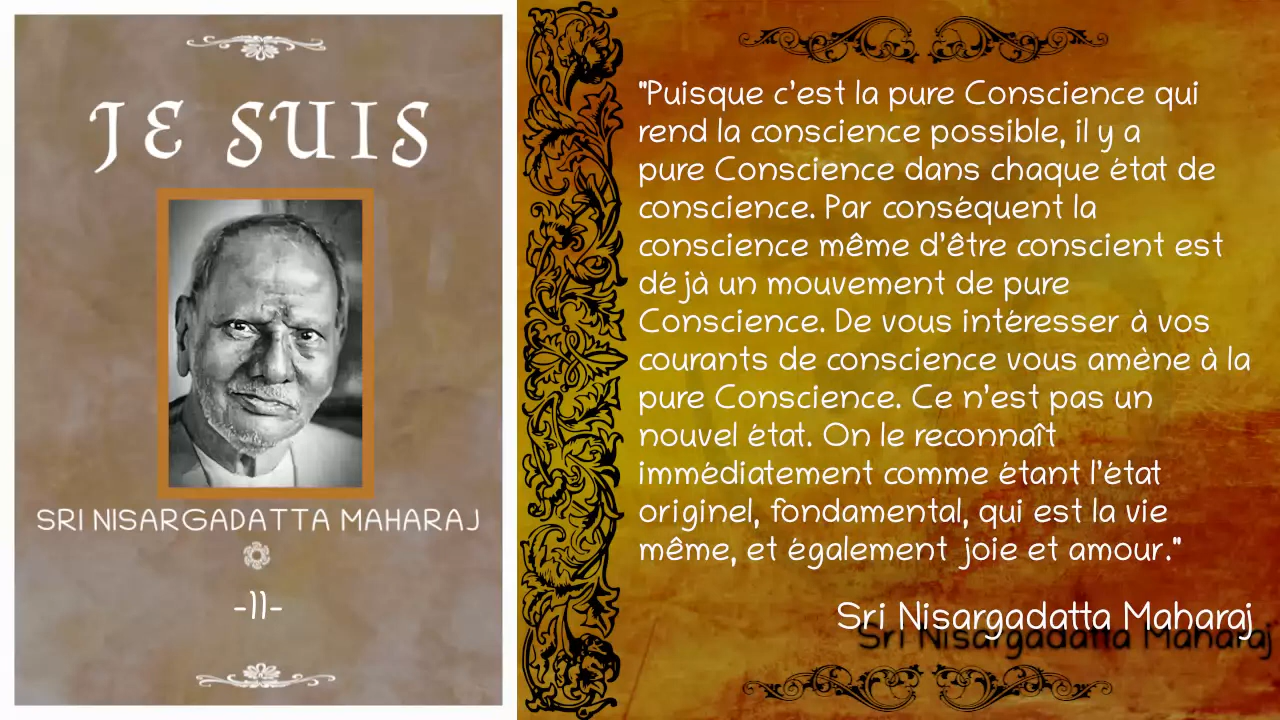 JE SUIS
SRI NISARGADATTA MAHARAJ
-11-
"Puisque c'est la pure Conscience qui
rend la conscience possible, il y a
pure Conscience dans chaque état de
conscience. Par conséquent la
conscience même d'être conscient est
déjà un mouvement de pure
Conscience. De vous intéresser à vos
courants de conscience vous amène à la
pure Conscience. Ce n'est pas un
nouvel état. On le reconnaît
immédiatement comme étant l'état
originel, fondamental, qui est la vie
même, et également joie et amour."
Sri Nisargadatta Maharaj
Sri Nisargadatta Maharaj